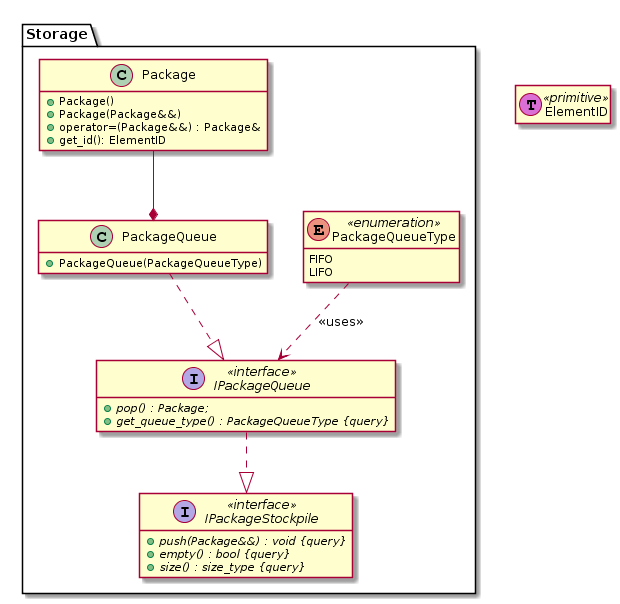 Storage
C Package
Package()
Package(Package&&)
operator=(Package&&) : Package&
get_id(): ElementID
T «primitive»
ElementID
C PackageQueue
PackageQueue(PackageQueueType)
E «enumeration»
PackageQueueType
FIFO
LIFO
«uses»
I «interface»
IPackageQueue
pop() : Package;
get_queue_type() : PackageQueueType {query}
I «interface»
IPackageStockpile
push(Package&&) : void {query}
empty() : bool {query}
size() : size_type {query}